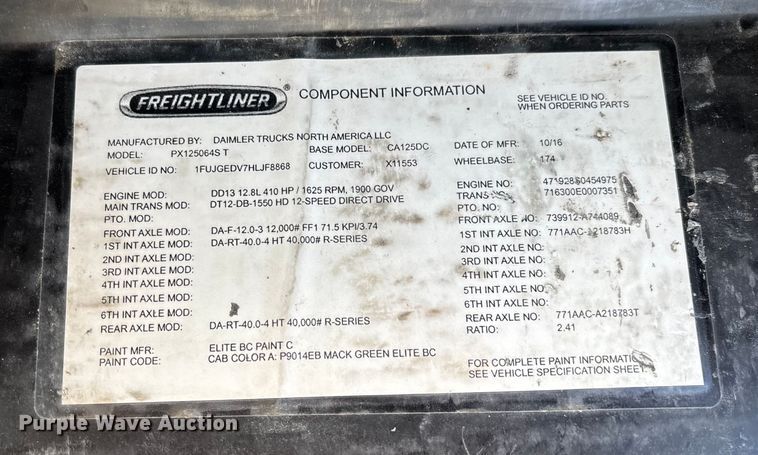 FREIGHTLINER® COMPONENT INFORMATION
SEE VEHICLE ID NO.
WHEN ORDERING PARTS
MANUFACTURED BY: DAIMLER TRUCKS NORTH AMERICA LLC
MODEL: PX125064S T BASE MODEL: CA125DC DATE OF MFR: 10/16
VEHICLE ID NO: 1FUJGEDV7HLJF8868 CUSTOMER: X11553 WHEELBASE: 174
ENGINE MOD: DD13 12.8L 410 HP / 1625 RPM, 1900 GOV ENGINE NO:
MAIN TRANS MOD: DT12-DB-1550 HD 12-SPEED DIRECT DRIVE TRANS 716300E0007351
PTO. MOD: PTO. NO:
FRONT AXLE MOD: DA-F-12.0-3 12,000# FF1 71.5 KPI/3.74 FRONT AXLE NO: 739912-A744089
1ST INT AXLE MOD: DA-RT-40.0-4 HT 40,000# R-SERIES 1ST INT AXLE NO: 771AAC-A218783H
2ND INT AXLE MOD: 2ND INT AXLE NO:
3RD INT AXLE MOD: 3RD INT AXLE NO:
4TH INT AXLE MOD: 4TH INT AXLE NO:
5TH INT AXLE MOD: 5TH INT AXLE NO:
6TH INT AXLE MOD: 6TH INT AXLE NO:
REAR AXLE MOD: DA-RT-40.0-4 HT 40,000# R-SERIES REAR AXLE NO: 771AAC-A218783T
RATIO: 2.41
PAINT MFR: ELITE BC PAINT C
PAINT CODE: CAB COLOR A: P9014EB MACK GREEN ELITE BC
FOR COMPLETE PAINT INFORMATIO
SEE VEHICLE SPECIFICATION SHEET.
Purple Wave Auction